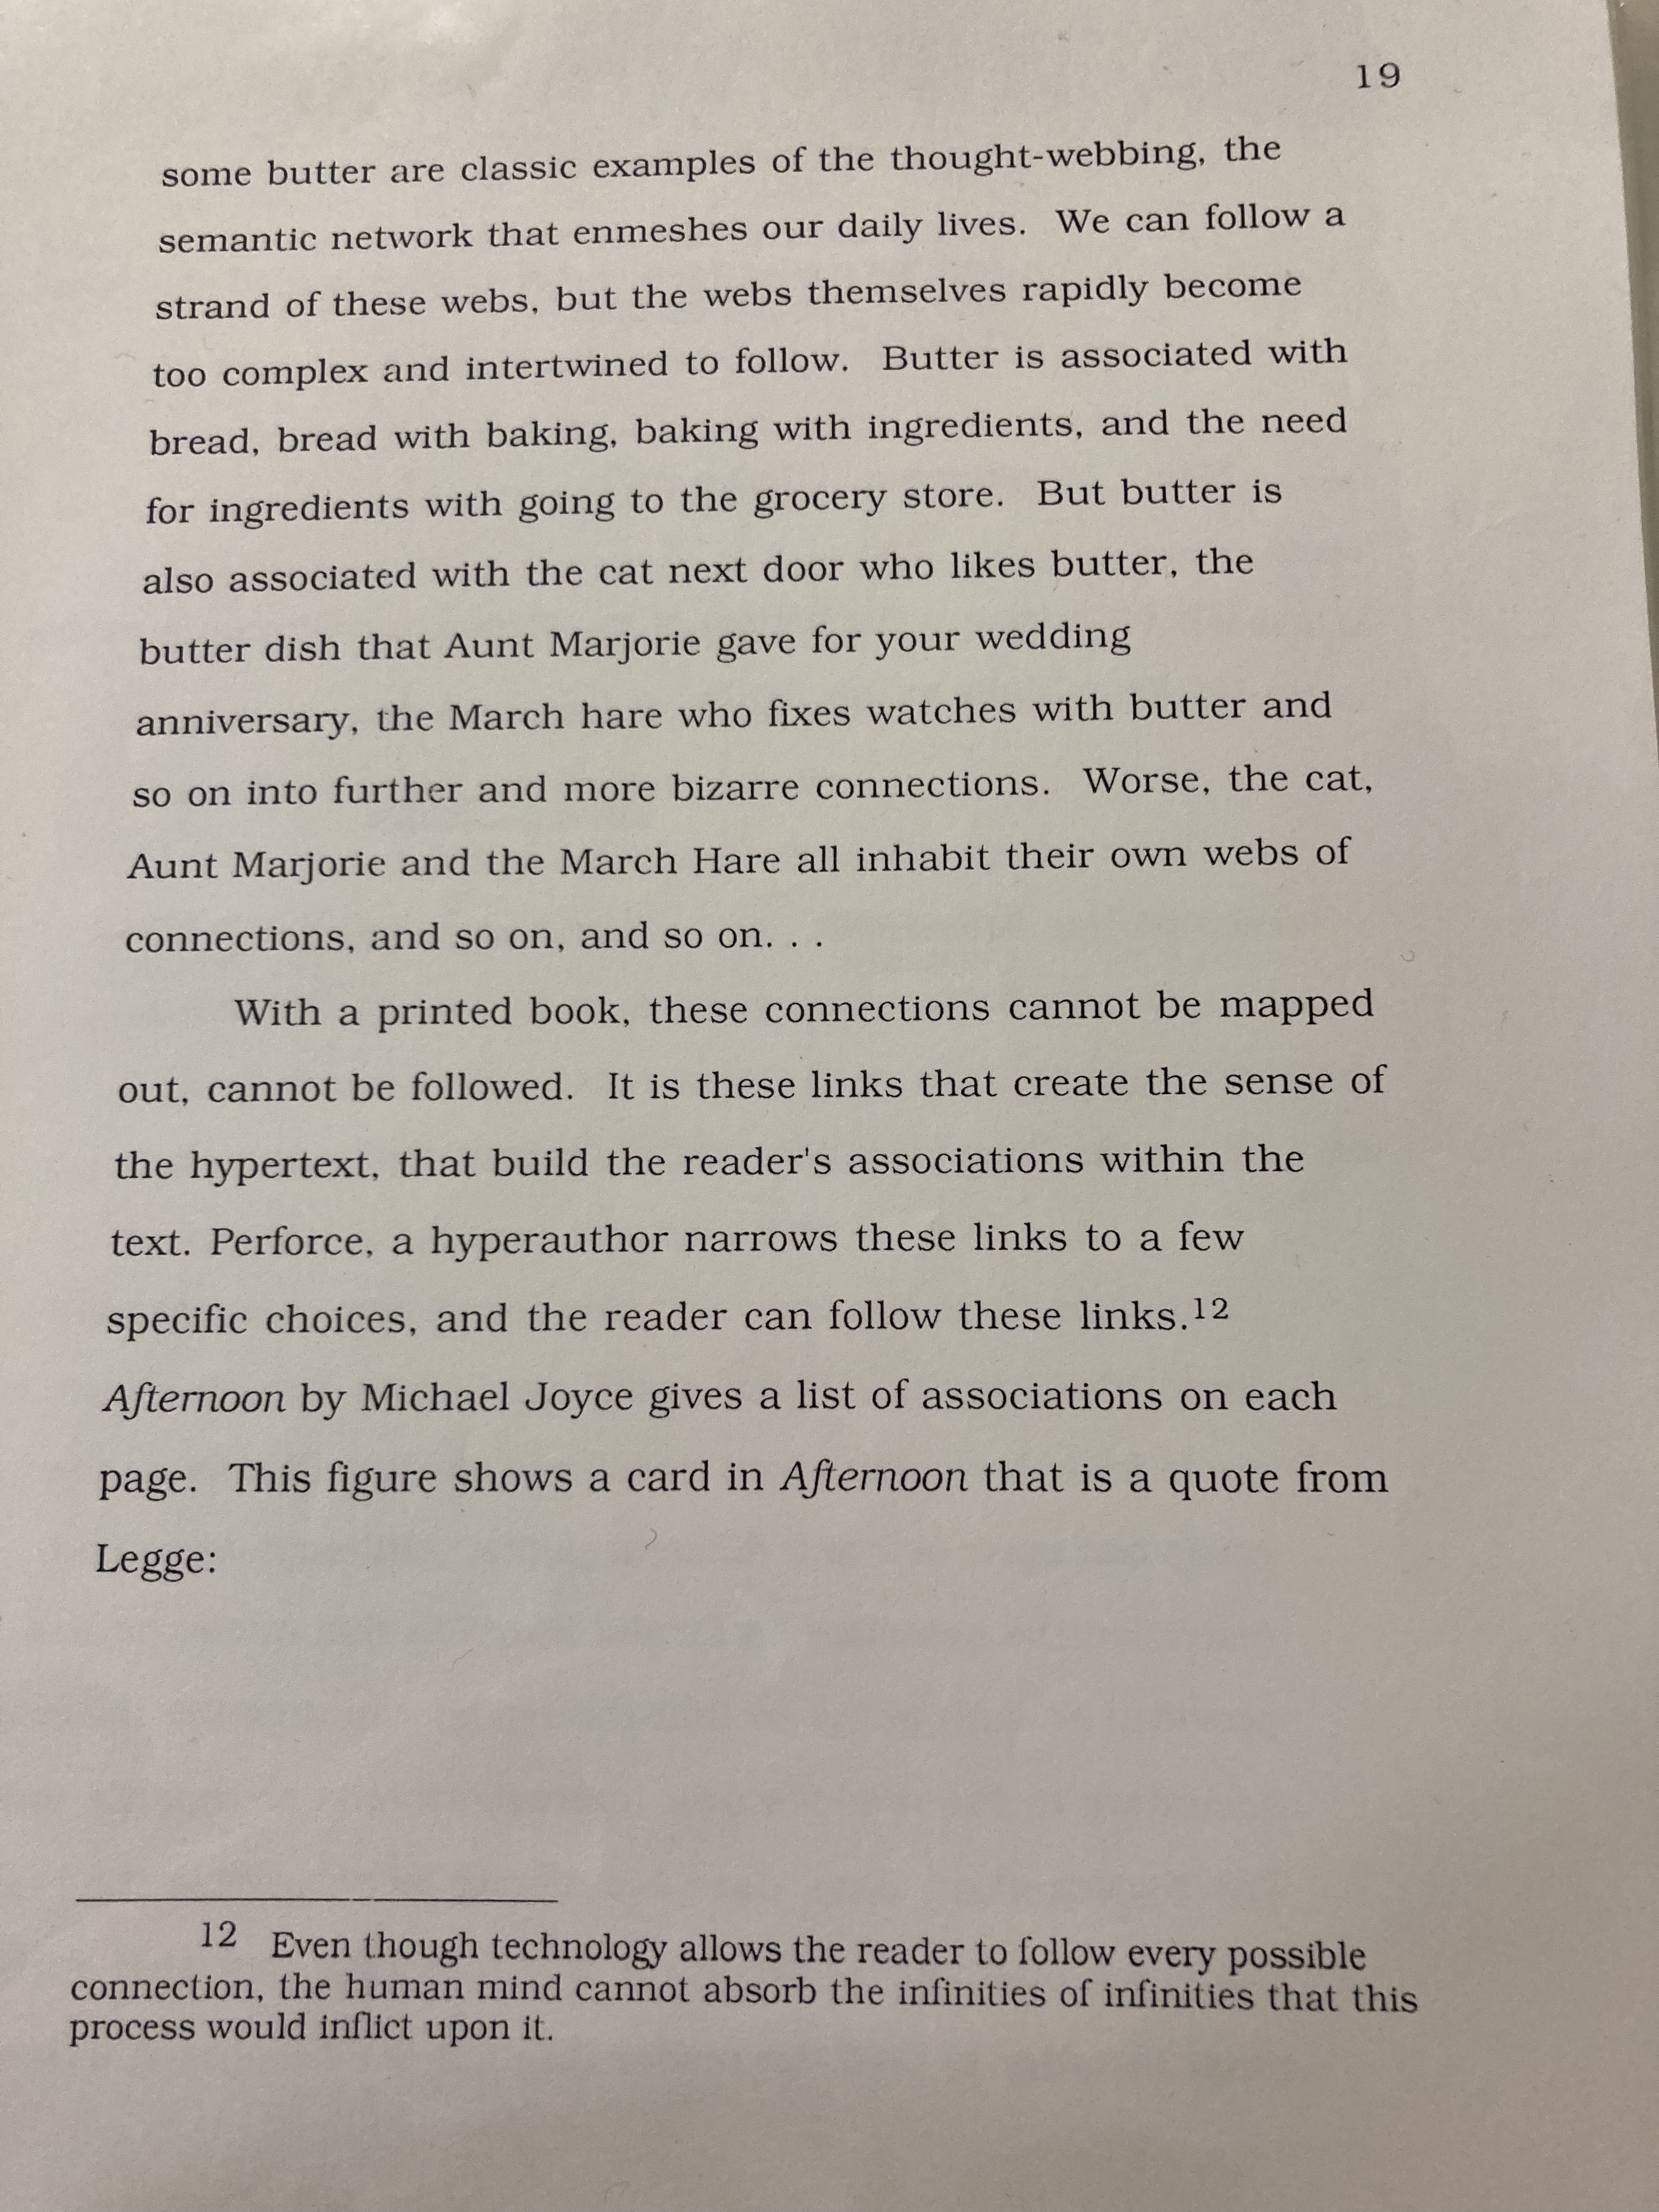 19
some butter are classic examples of the thought-webbing, the
semantic network that enmeshes our daily lives.  We can follow a
strand of these webs, but the webs themselves rapidly become
too complex and intertwined to follow.  Butter is associated with
bread, bread with baking, baking with ingredients, and the need
for ingredients with going to the grocery store.  But butter is
also associated with the cat next door who likes butter, the
butter dish that Aunt Marjorie gave for your wedding
anniversary, the March hare who fixes watches with butter and
so on into further and more bizarre connections.  Worse, the cat,
Aunt Marjorie and the March Hare all inhabit their own webs of
connections, and so on, and so on. . .
With a printed book, these connections cannot be mapped
out, cannot be followed.  It is these links that create the sense of
the hypertext, that build the reader's associations within the
text. Perforce, a hyperauthor narrows these links to a few
specific choices, and the reader can follow these links.12
Afternoon by Michael Joyce gives a list of associations on each
page.  This figure shows a card in Afternoon that is a quote from
Legge:
12 Even though technology allows the reader to follow every possible
connection, the human mind cannot absorb the infinities of infinities that this
process would inflict upon it.